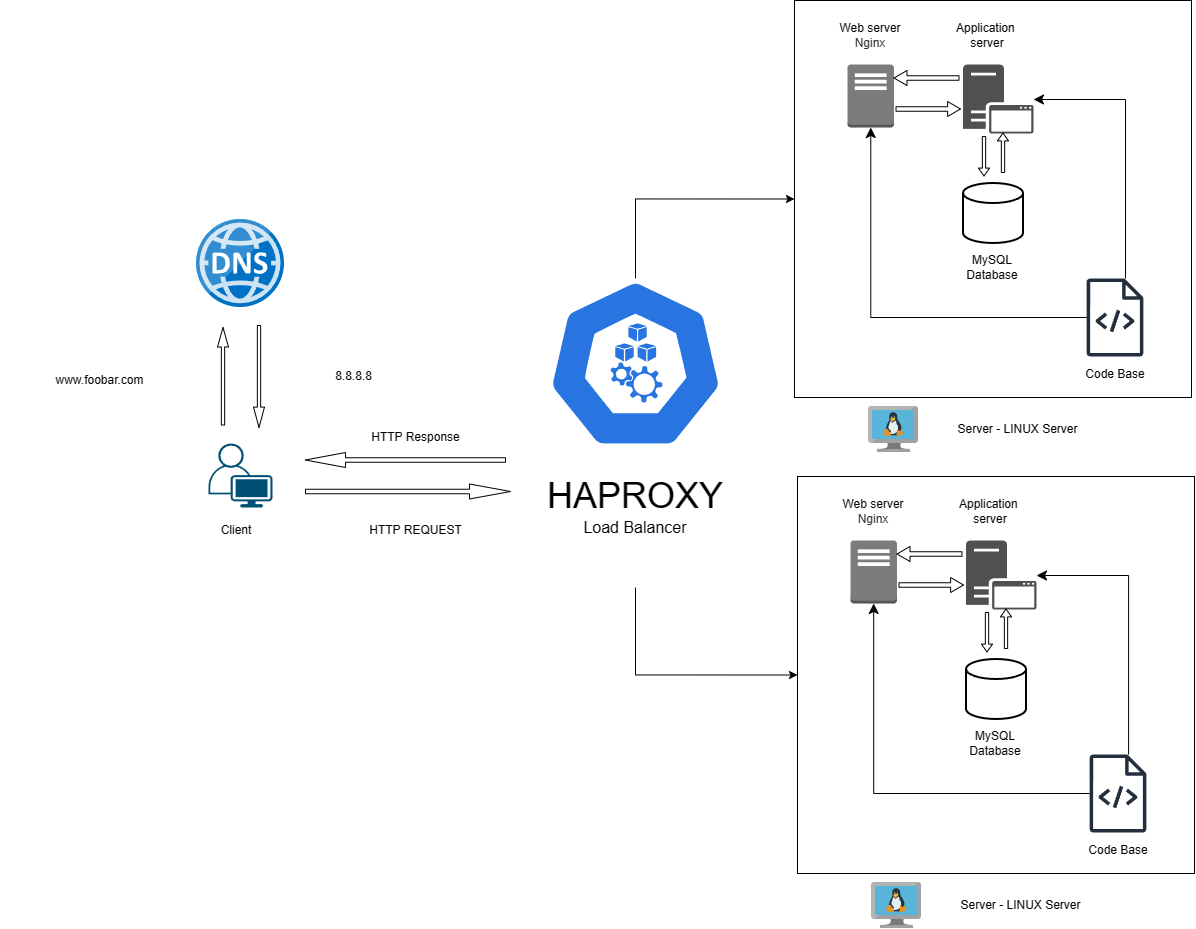 Web server
Nginx
Application
server
MySQL
Database
</>
Code Base
Server - LINUX Server
DNS
www.foobar.com
8.8.8.8
HTTP Response
HTTP REQUEST
Client
HAPROXY
Load Balancer
Web server
Nginx
Application
server
MySQL
Database
</>
Code Base
Server - LINUX Server